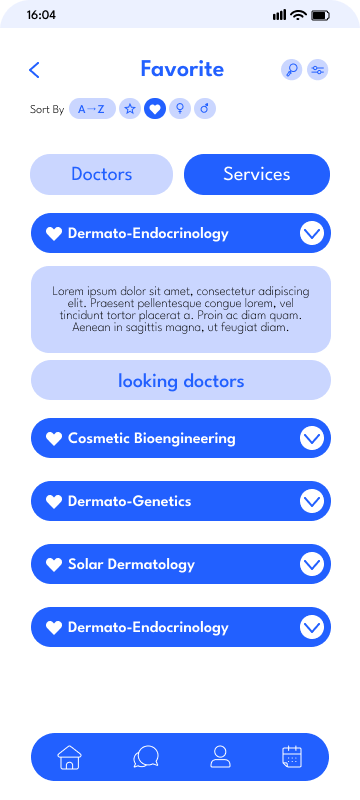 16:04
Favorite
Sort By A→Z
Doctors Services
Dermato-Endocrinology
Lorem ipsum dolor sit amet, consectetur adipiscing
elit. Praesent pellentesque congue lorem, vel
tincidunt tortor placerat a. Proin ac diam quam.
Aenean in sagittis magna, ut feugiat diam.
looking doctors
Cosmetic Bioengineering
Dermato-Genetics
Solar Dermatology
Dermato-Endocrinology